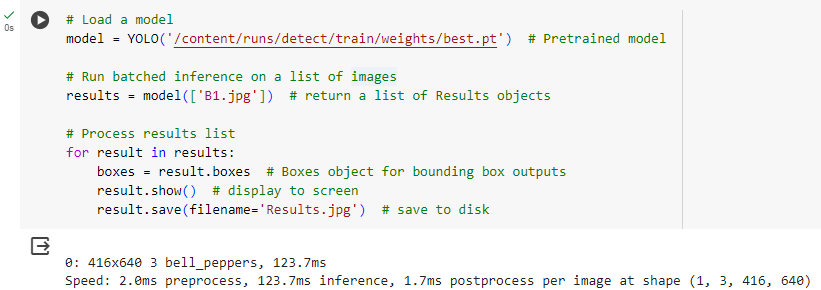 0s
# Load a model
model = YOLO('/content/runs/detect/train/weights/best.pt')  # Pretrained model
# Run batched inference on a list of images
results = model(['B1.jpg'])  # return a list of Results objects
# Process results list
for result in results:
    boxes = result.boxes  # Boxes object for bounding box outputs
    result.show()  # display to screen
    result.save(filename='Results.jpg')  # save to disk
0: 416x640 3 bell_peppers, 123.7ms
Speed: 2.0ms preprocess, 123.7ms inference, 1.7ms postprocess per image at shape (1, 3, 416, 640)